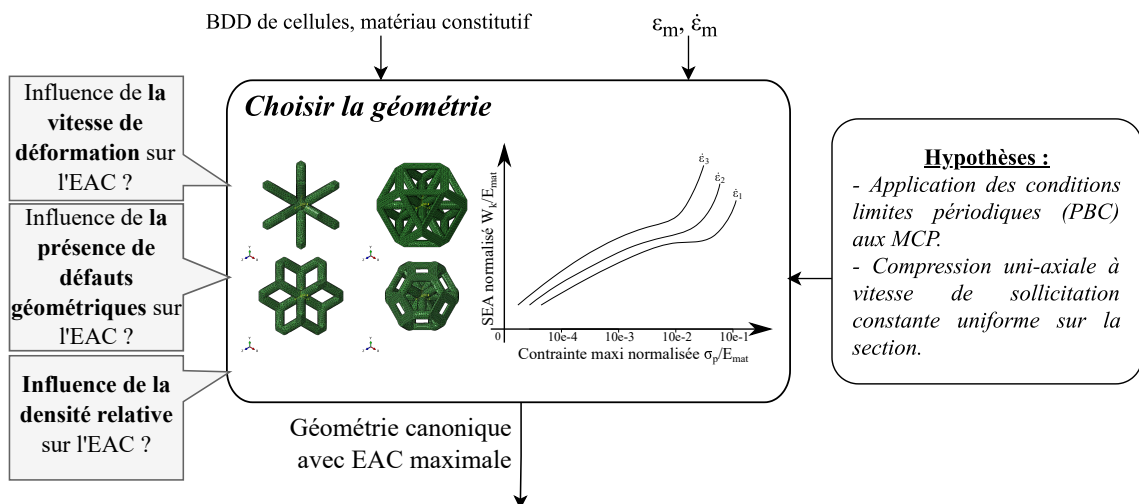 BDD de cellules, matériau constitutif
εm, ε̇m
Influence de la
vitesse de
déformation sur
l'EAC ?
Influence de la
présence de
défauts
géométriques sur
l'EAC ?
Influence de la
densité relative
sur l'EAC ?
Choisir la géométrie
SEA normalisé Wk/Emat
ε̇3
ε̇2
ε̇1
0
10e-4
10e-3
10e-2
10e-1
Contrainte maxi normalisée σp/Emat
Hypothèses :
- Application des conditions
limites périodiques (PBC)
aux MCP.
- Compression uni-axiale à
vitesse de sollicitation
constante uniforme sur la
section.
Géométrie canonique
avec EAC maximale